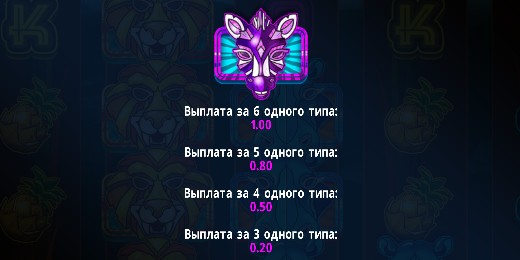 Выплата за 6 одного типа:
1.00
Выплата за 5 одного типа:
0.80
Выплата за 4 одного типа:
0.50
Выплата за 3 одного типа:
0.20